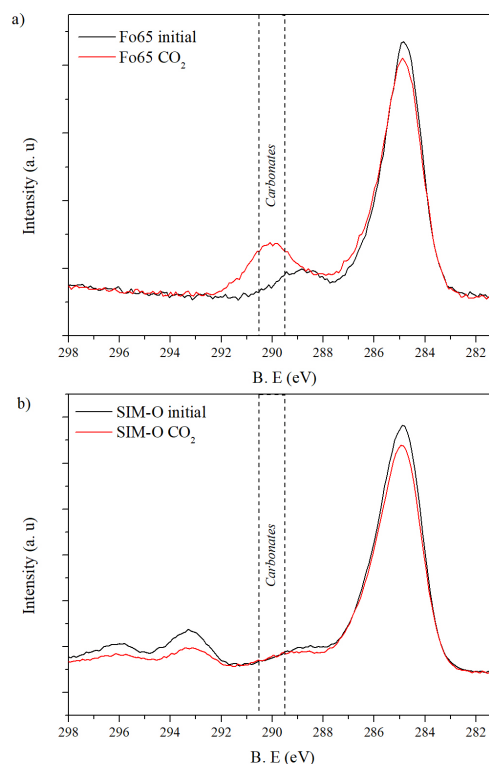 a)
Fo65 initial
Fo65 CO2
Carbonates
Intensity (a. u)
298 296 294 292 290 288 286 284 282
B. E (eV)
b)
SIM-O initial
SIM-O CO2
Carbonates
Intensity (a. u)
298 296 294 292 290 288 286 284 282
B. E (eV)